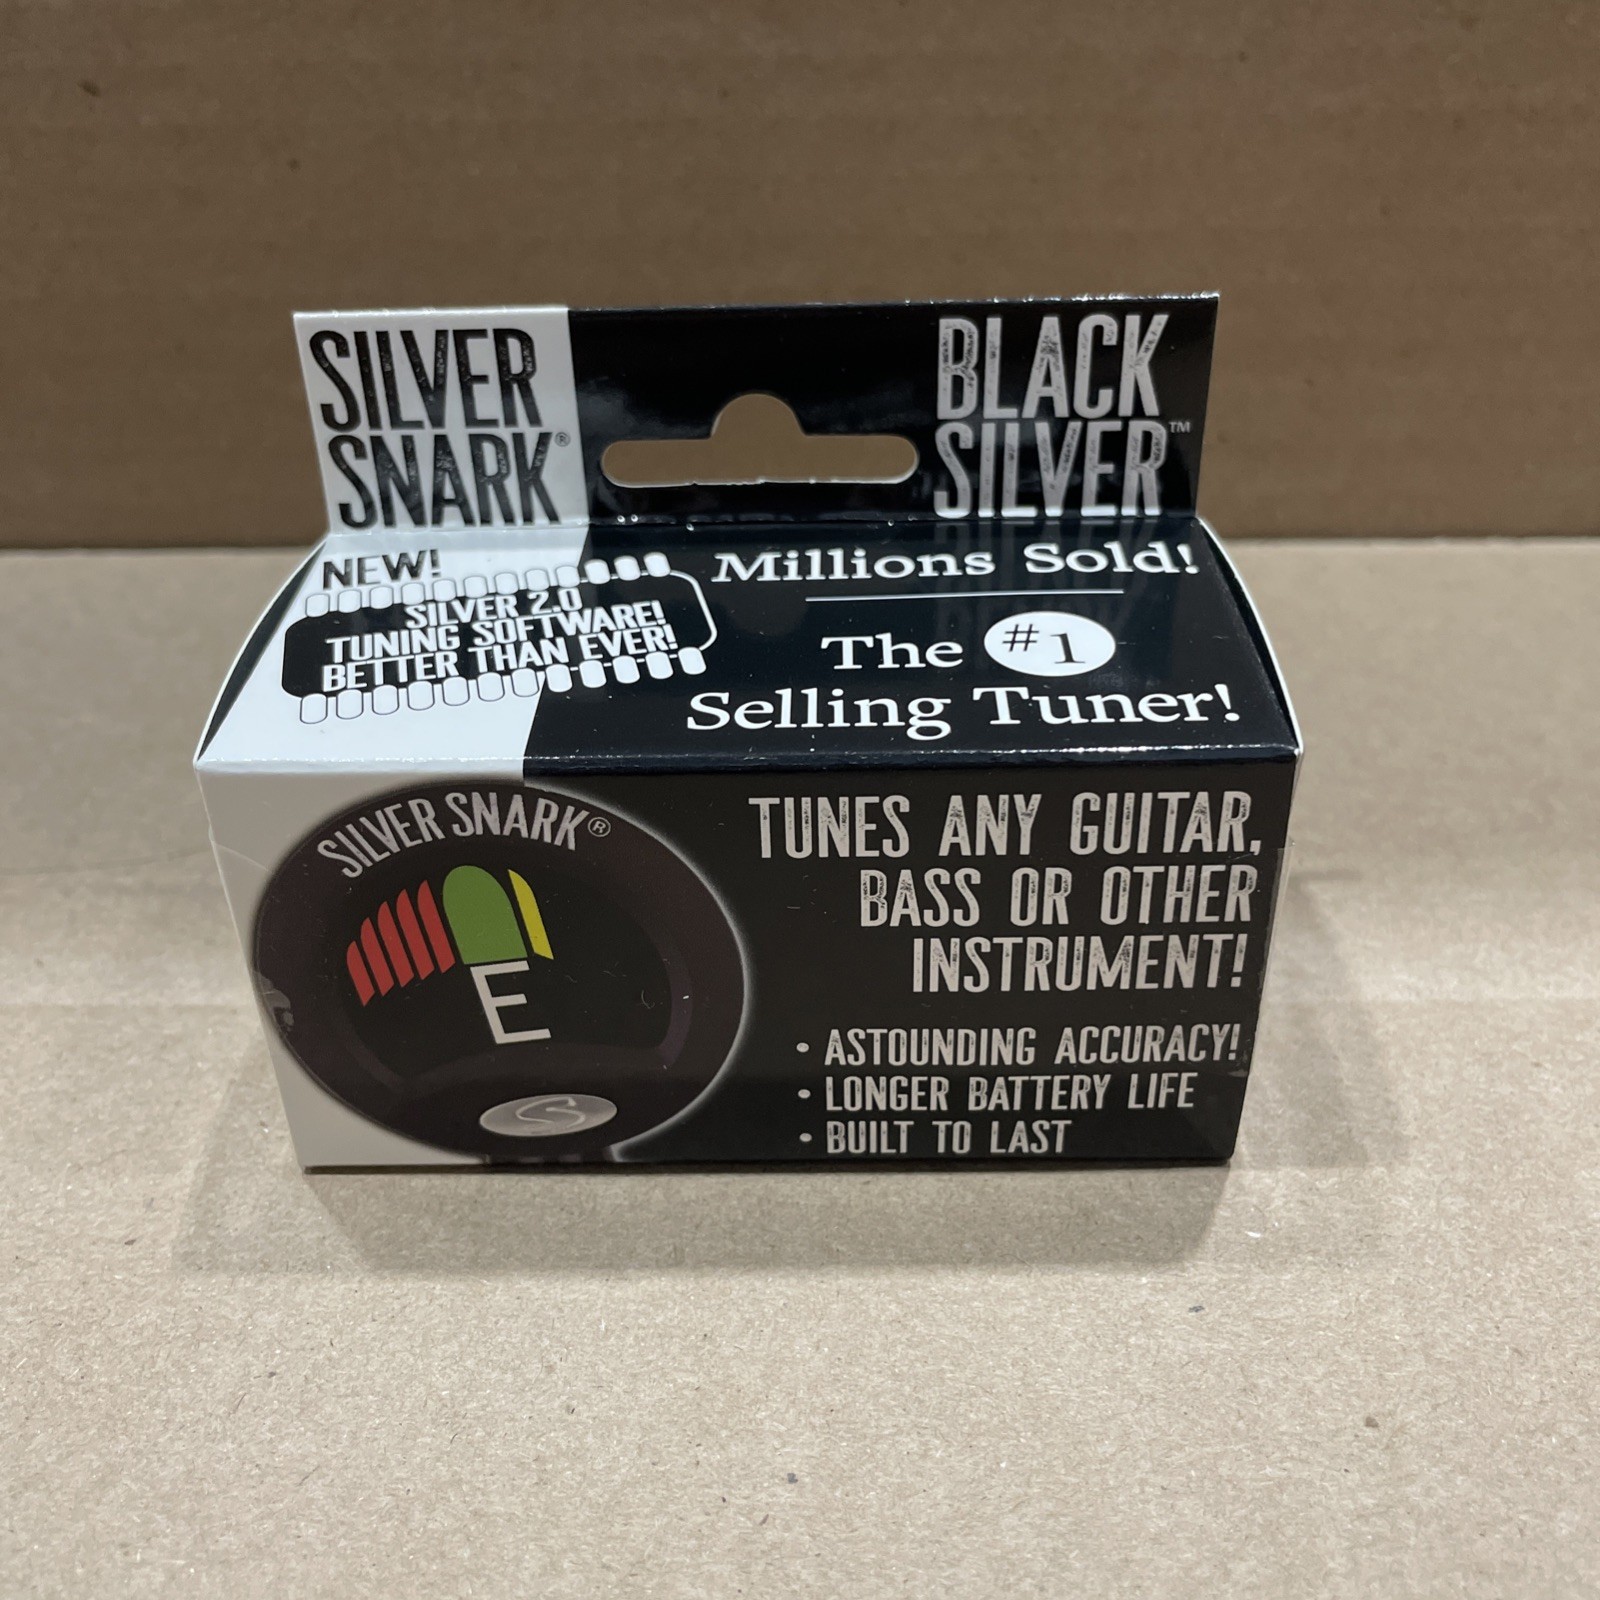 SILVER
SNARK®
BLACK
SILVER™
NEW!
SILVER 2.0
TUNING SOFTWARE!
BETTER THAN EVER!
Millions Sold!
The #1
Selling Tuner!
SILVER SNARK®
E
S
TUNES ANY GUITAR,
BASS OR OTHER
INSTRUMENT!
• ASTOUNDING ACCURACY!
• LONGER BATTERY LIFE
• BUILT TO LAST